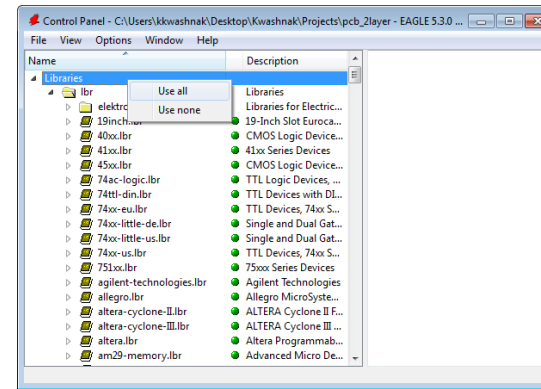 Control Panel - C:\Users\kkwashnak\Desktop\Kwashnak\Projects\pcb_2layer - EAGLE 5.3.0 ...
File View Options Window Help
Name Description
Libraries
lbr Libraries
Use all
elektro Libraries for Electric...
Use none
19inch.lbr 19-Inch Slot Euroca...
40xx.lbr CMOS Logic Device...
41xx.lbr 41xx Series Devices
45xx.lbr CMOS Logic Device...
74ac-logic.lbr TTL Logic Devices, ...
74ttl-din.lbr TTL Devices with DI...
74xx-eu.lbr TTL Devices, 74xx S...
74xx-little-de.lbr Single and Dual Gat...
74xx-little-us.lbr Single and Dual Gat...
74xx-us.lbr TTL Devices, 74xx S...
751xx.lbr 75xxx Series Devices
agilent-technologies.lbr Agilent Technologies
allegro.lbr Allegro MicroSyste...
altera-cyclone-II.lbr ALTERA Cyclone II F...
altera-cyclone-III.lbr ALTERA Cyclone III ...
altera.lbr Altera Programmab...
am29-memory.lbr Advanced Micro De...